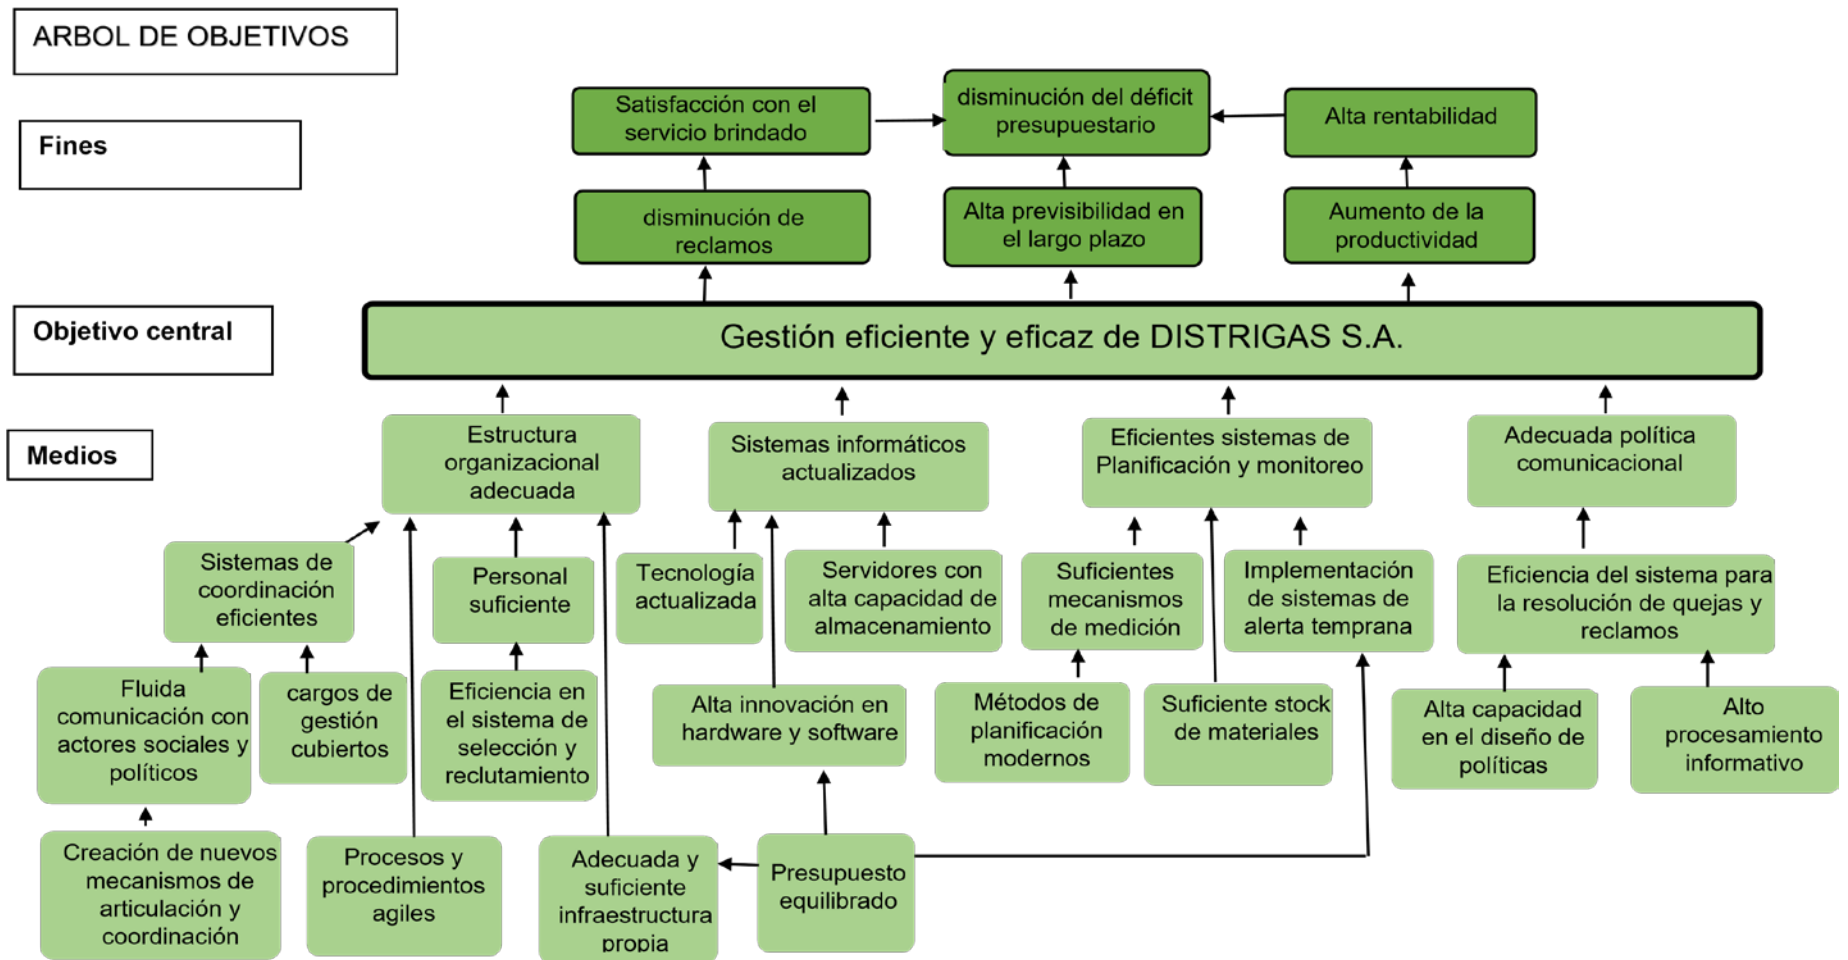 ARBOL DE OBJETIVOS
Fines
Satisfacción con el
servicio brindado
disminución del déficit
presupuestario
Alta rentabilidad
disminución de
reclamos
Alta previsibilidad en
el largo plazo
Aumento de la
productividad
Objetivo central
Gestión eficiente y eficaz de DISTRIGAS S.A.
Medios
Estructura
organizacional
adecuada
Sistemas informáticos
actualizados
Eficientes sistemas de
Planificación y monitoreo
Adecuada política
comunicacional
Sistemas de
coordinación
eficientes
Personal
suficiente
Tecnología
actualizada
Servidores con
alta capacidad de
almacenamiento
Suficientes
mecanismos
de medición
Implementación
de sistemas de
alerta temprana
Eficiencia del sistema para
la resolución de quejas y
reclamos
Fluida
comunicación con
actores sociales y
políticos
cargos de
gestión
cubiertos
Eficiencia en
el sistema de
selección y
reclutamiento
Alta innovación en
hardware y software
Métodos de
planificación
modernos
Suficiente stock
de materiales
Alta capacidad
en el diseño de
políticas
Alto
procesamiento
informativo
Creación de nuevos
mecanismos de
articulación y
coordinación
Procesos y
procedimientos
agiles
Adecuada y
suficiente
infraestructura
propia
Presupuesto
equilibrado